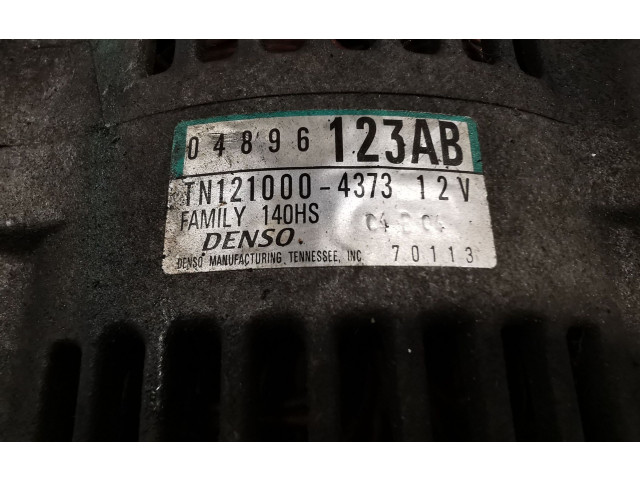 04896 123AB
TN121000-4373 12V
FAMILY 140HS
DENSO
DENSO MANUFACTURING TENNESSEE, INC 70113